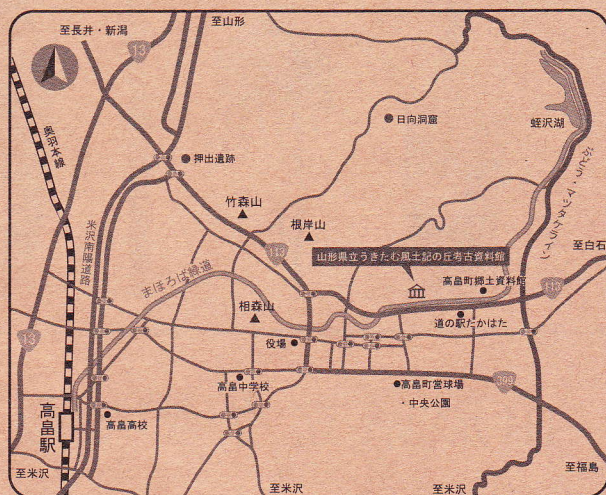 至長井・新潟
至山形
13
奥羽本線
押出遺跡
日向洞窟
蛭沢湖
ぶどう・マツタケライン
竹森山
根岸山
113
至白石
米沢南陽道路
山形県立うきたむ風土記の丘考古資料館
まほろば緑道
高畠町郷土資料館
113
相森山
道の駅たかはた
13
役場
高畠中学校
399
高畠駅
高畠高校
高畠町営球場
・中央公園
至福島
至米沢
至米沢
至米沢